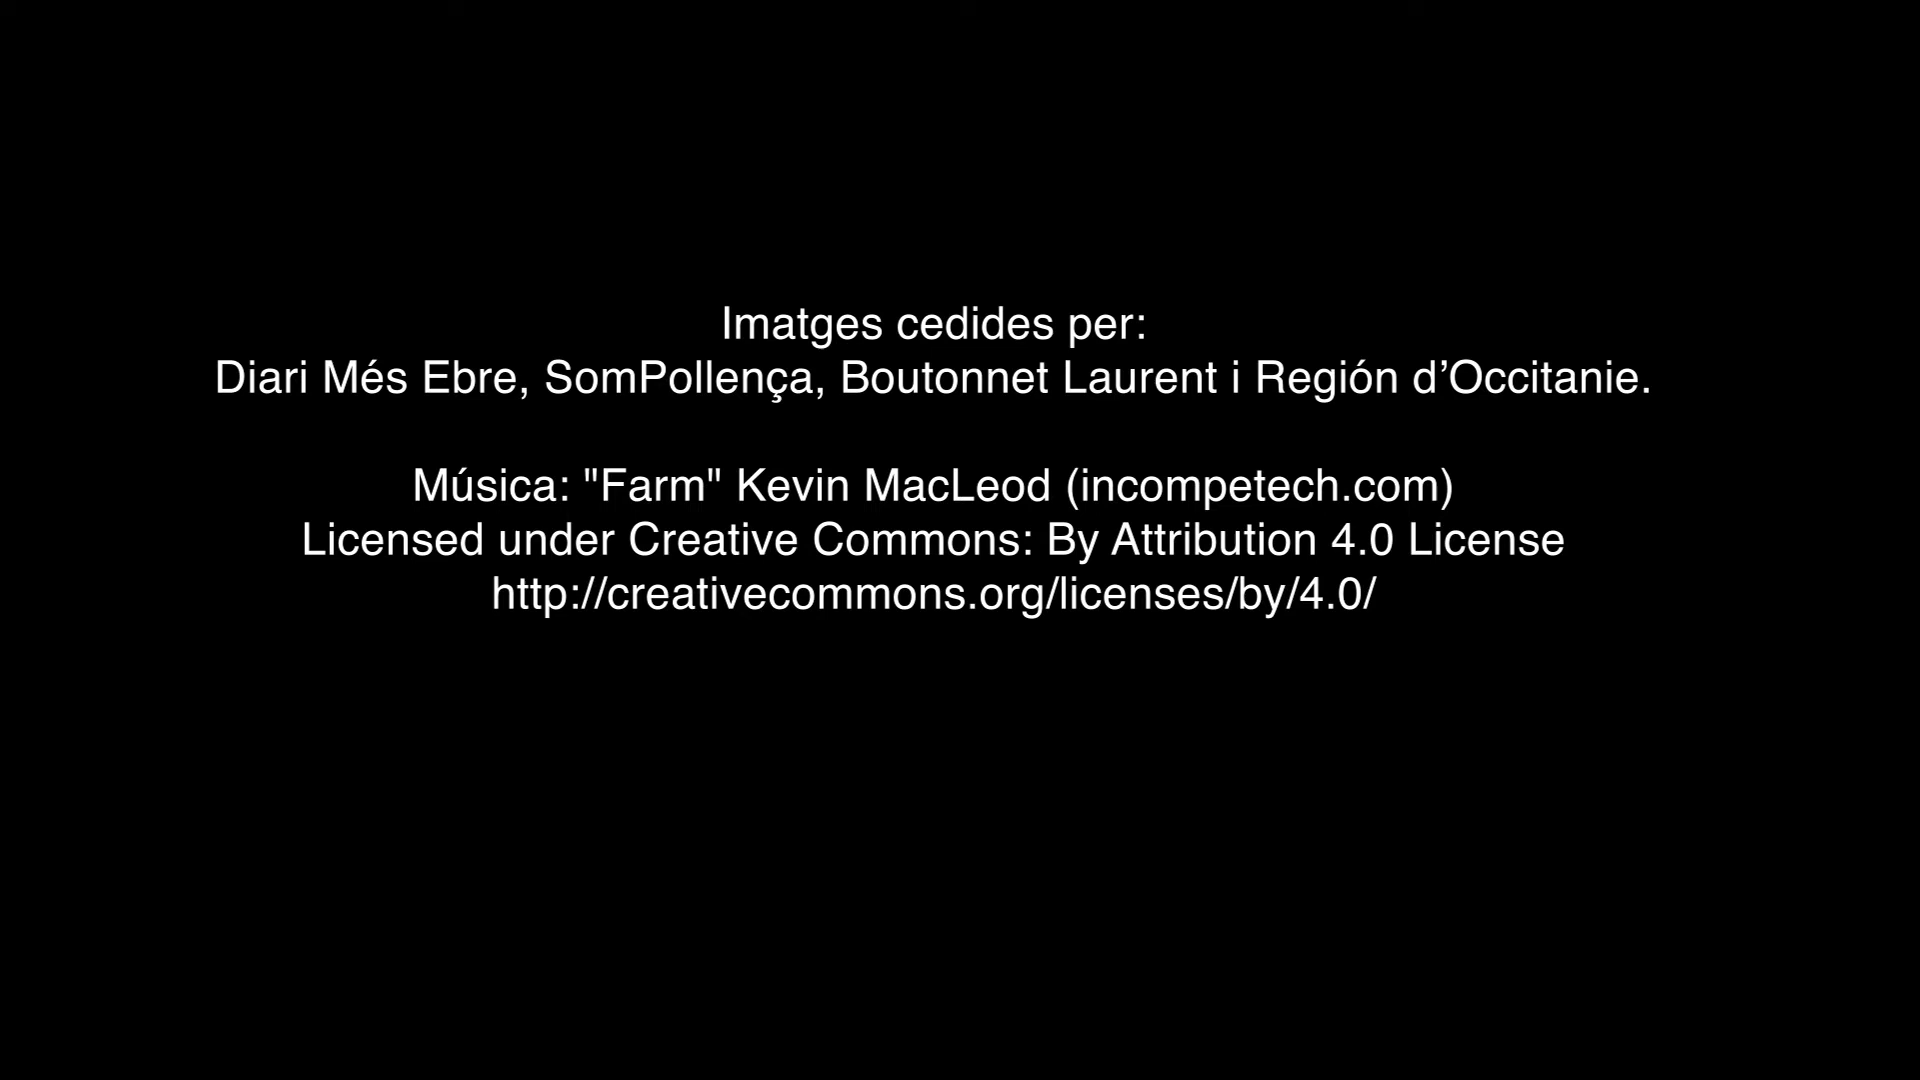 Imatges cedides per:
Diari Més Ebre, SomPollença, Boutonnet Laurent i Región d’Occitanie.
Música: "Farm" Kevin MacLeod (incompetech.com)
Licensed under Creative Commons: By Attribution 4.0 License
http://creativecommons.org/licenses/by/4.0/